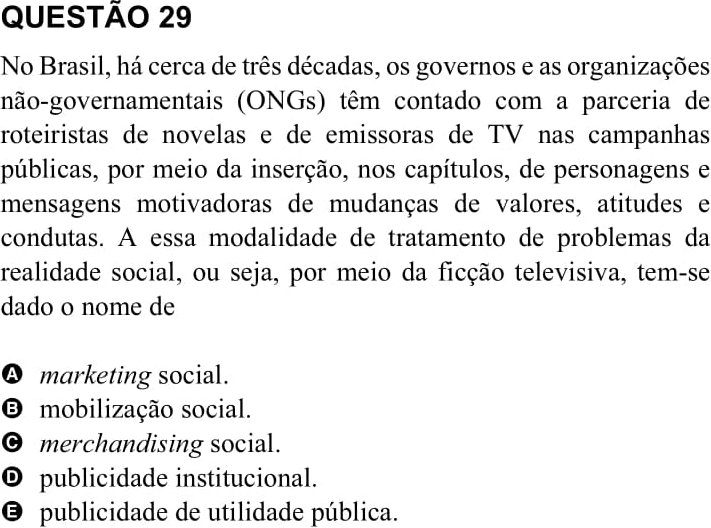 QUESTÃO 29
No Brasil, há cerca de três décadas, os governos e as organizações
não-governamentais (ONGs) têm contado com a parceria de
roteiristas de novelas e de emissoras de TV nas campanhas
públicas, por meio da inserção, nos capítulos, de personagens e
mensagens motivadoras de mudanças de valores, atitudes e
condutas. A essa modalidade de tratamento de problemas da
realidade social, ou seja, por meio da ficção televisiva, tem-se
dado o nome de
A marketing social.
B mobilização social.
C merchandising social.
D publicidade institucional.
E publicidade de utilidade pública.